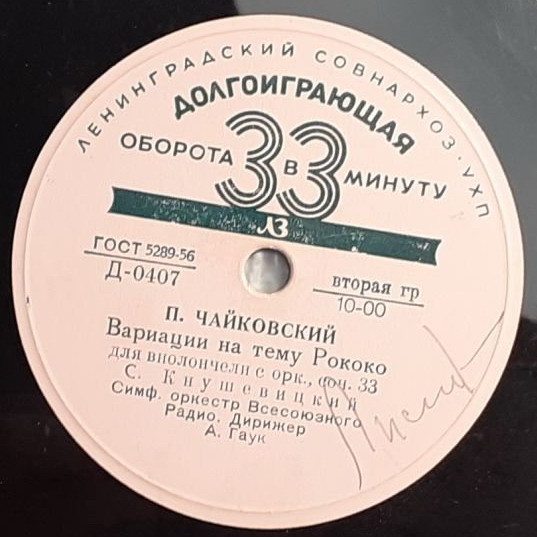 ЛЕНИНГРАДСКИЙ СОВНАРХОЗ·УХП
ДОЛГОИГРАЮЩАЯ
ОБОРОТА 33 В МИНУТУ
ЛЗ
ГОСТ 5289-56
Д-0407
вторая гр
10-00
П. ЧАЙКОВСКИЙ
Вариации на тему Рококо
для виолончели с орк., соч. 33
С. Кнушевицкий
Симф. оркестр Всесоюзного
Радио. Дирижер
А. Гаук